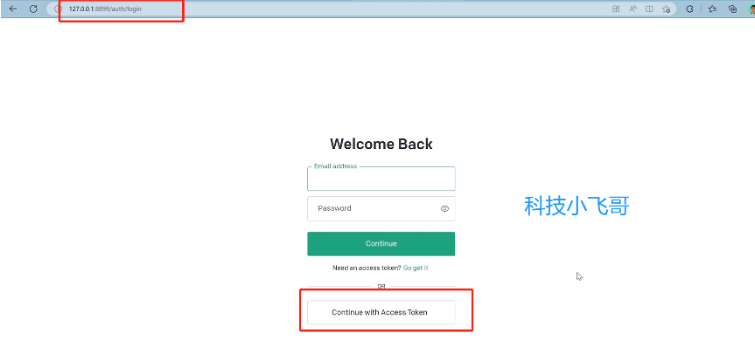 127.0.0.1:8899/auth/login
Welcome Back
Email address
Password
科技小飞哥
Continue
Need an access token? Go get it
OR
Continue with Access Token